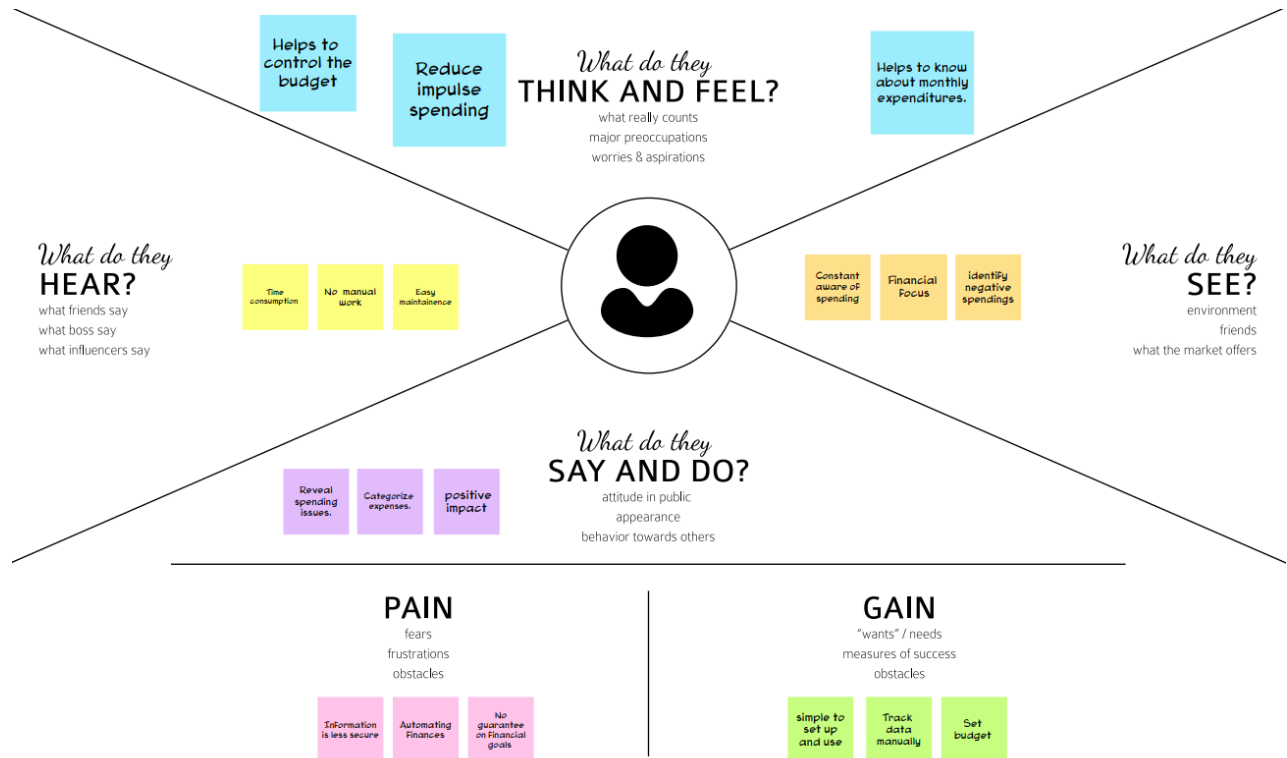 Helps to
control the
budget
Reduce
impulse
spending
What do they
THINK AND FEEL?
what really counts
major preoccupations
worries & aspirations
Helps to know
about monthly
expenditures.
What do they
HEAR?
what friends say
what boss say
what influencers say
Time
consumption
No manual
work
Easy
maintainence
Constant
aware of
spending
Financial
focus
identify
negative
spendings
What do they
SEE?
environment
friends
what the market offers
What do they
SAY AND DO?
attitude in public
appearance
behavior towards others
Reveal
spending
issues.
Categorize
expenses.
positive
impact
PAIN
fears
frustrations
obstacles
Information
is less secure
Automating
Finances
No
guarantee
on Financial
goals
GAIN
"wants" / needs
measures of success
obstacles
simple to
set up
and use
Track
data
manually
Set
budget